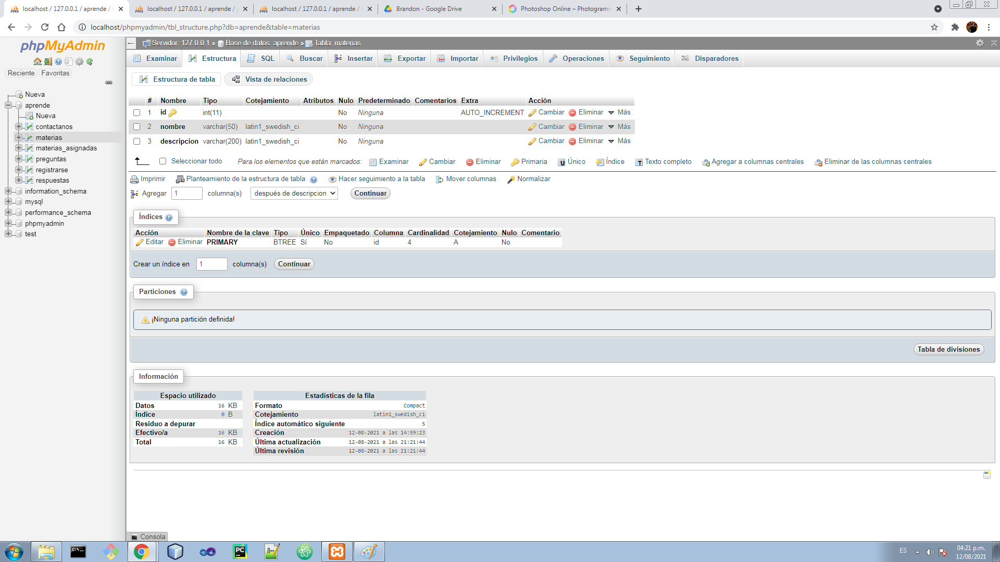 localhost / 127.0.0.1 / aprende /
localhost / 127.0.0.1 / aprende /
localhost / 127.0.0.1 / aprende /
Brandon - Google Drive
Photoshop Online – Photogrami
localhost/phpmyadmin/tbl_structure.php?db=aprende&table=materias
phpMyAdmin
Reciente Favoritas
Nueva
aprende
Nueva
contactanos
materias
materias_asignadas
preguntas
registrarse
respuestas
information_schema
mysql
performance_schema
phpmyadmin
test
Servidor: 127.0.0.1 » Base de datos: aprende » Tabla: materias
Examinar Estructura SQL Buscar Insertar Exportar Importar Privilegios Operaciones Seguimiento Disparadores
Estructura de tabla Vista de relaciones
# Nombre Tipo Cotejamiento Atributos Nulo Predeterminado Comentarios Extra Acción
1 id int(11) No Ninguna AUTO_INCREMENT Cambiar Eliminar Más
2 nombre varchar(50) latin1_swedish_ci No Ninguna Cambiar Eliminar Más
3 descripcion varchar(200) latin1_swedish_ci No Ninguna Cambiar Eliminar Más
Seleccionar todo Para los elementos que están marcados: Examinar Cambiar Eliminar Primaria Único Índice Texto completo Agregar a columnas centrales Eliminar de las columnas centrales
Imprimir Planteamiento de la estructura de tabla Hacer seguimiento a la tabla Mover columnas Normalizar
Agregar 1 columna(s) después de descripcion Continuar
Índices
Acción Nombre de la clave Tipo Único Empaquetado Columna Cardinalidad Cotejamiento Nulo Comentario
Editar Eliminar PRIMARY BTREE Sí No id 4 A No
Crear un índice en 1 columna(s) Continuar
Particiones
¡Ninguna partición definida!
Tabla de divisiones
Información
Espacio utilizado
Datos 16 KB
Índice 0 B
Residuo a depurar
Efectivo/a 16 KB
Total 16 KB
Estadísticas de la fila
Formato Compact
Cotejamiento latin1_swedish_ci
Índice automático siguiente 5
Creación 12-08-2021 a las 14:59:23
Última actualización 12-08-2021 a las 21:21:44
Última revisión 12-08-2021 a las 21:21:44
Consola
ES
04:21 p.m.
12/08/2021